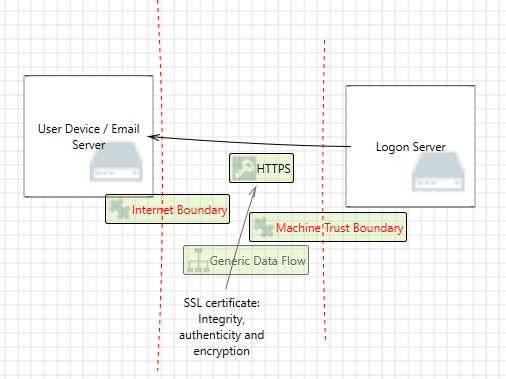 User Device / Email
Server
Logon Server
HTTPS
Internet Boundary
Machine Trust Boundary
Generic Data Flow
SSL certificate:
Integrity,
authenticity and
encryption